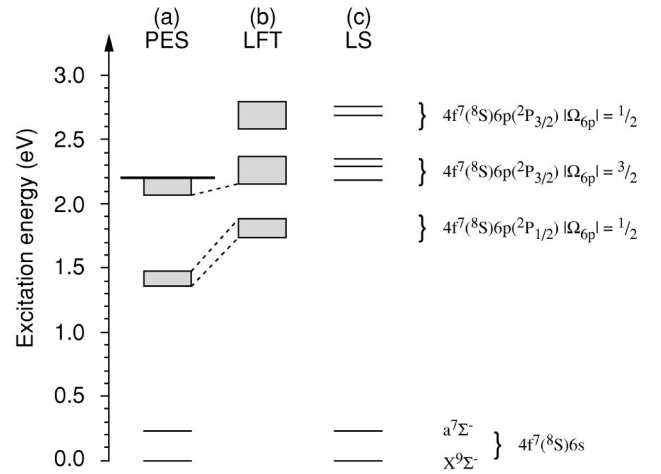 (a) (b) (c)
PES LFT LS
Excitation energy (eV)
3.0
2.5
2.0
1.5
1.0
0.5
0.0
} 4f⁷(⁸S)6p(²P₃/₂) |Ω₆ₚ| = ¹/₂
} 4f⁷(⁸S)6p(²P₃/₂) |Ω₆ₚ| = ³/₂
} 4f⁷(⁸S)6p(²P₁/₂) |Ω₆ₚ| = ¹/₂
a⁷Σ⁻
} 4f⁷(⁸S)6s
X⁹Σ⁻